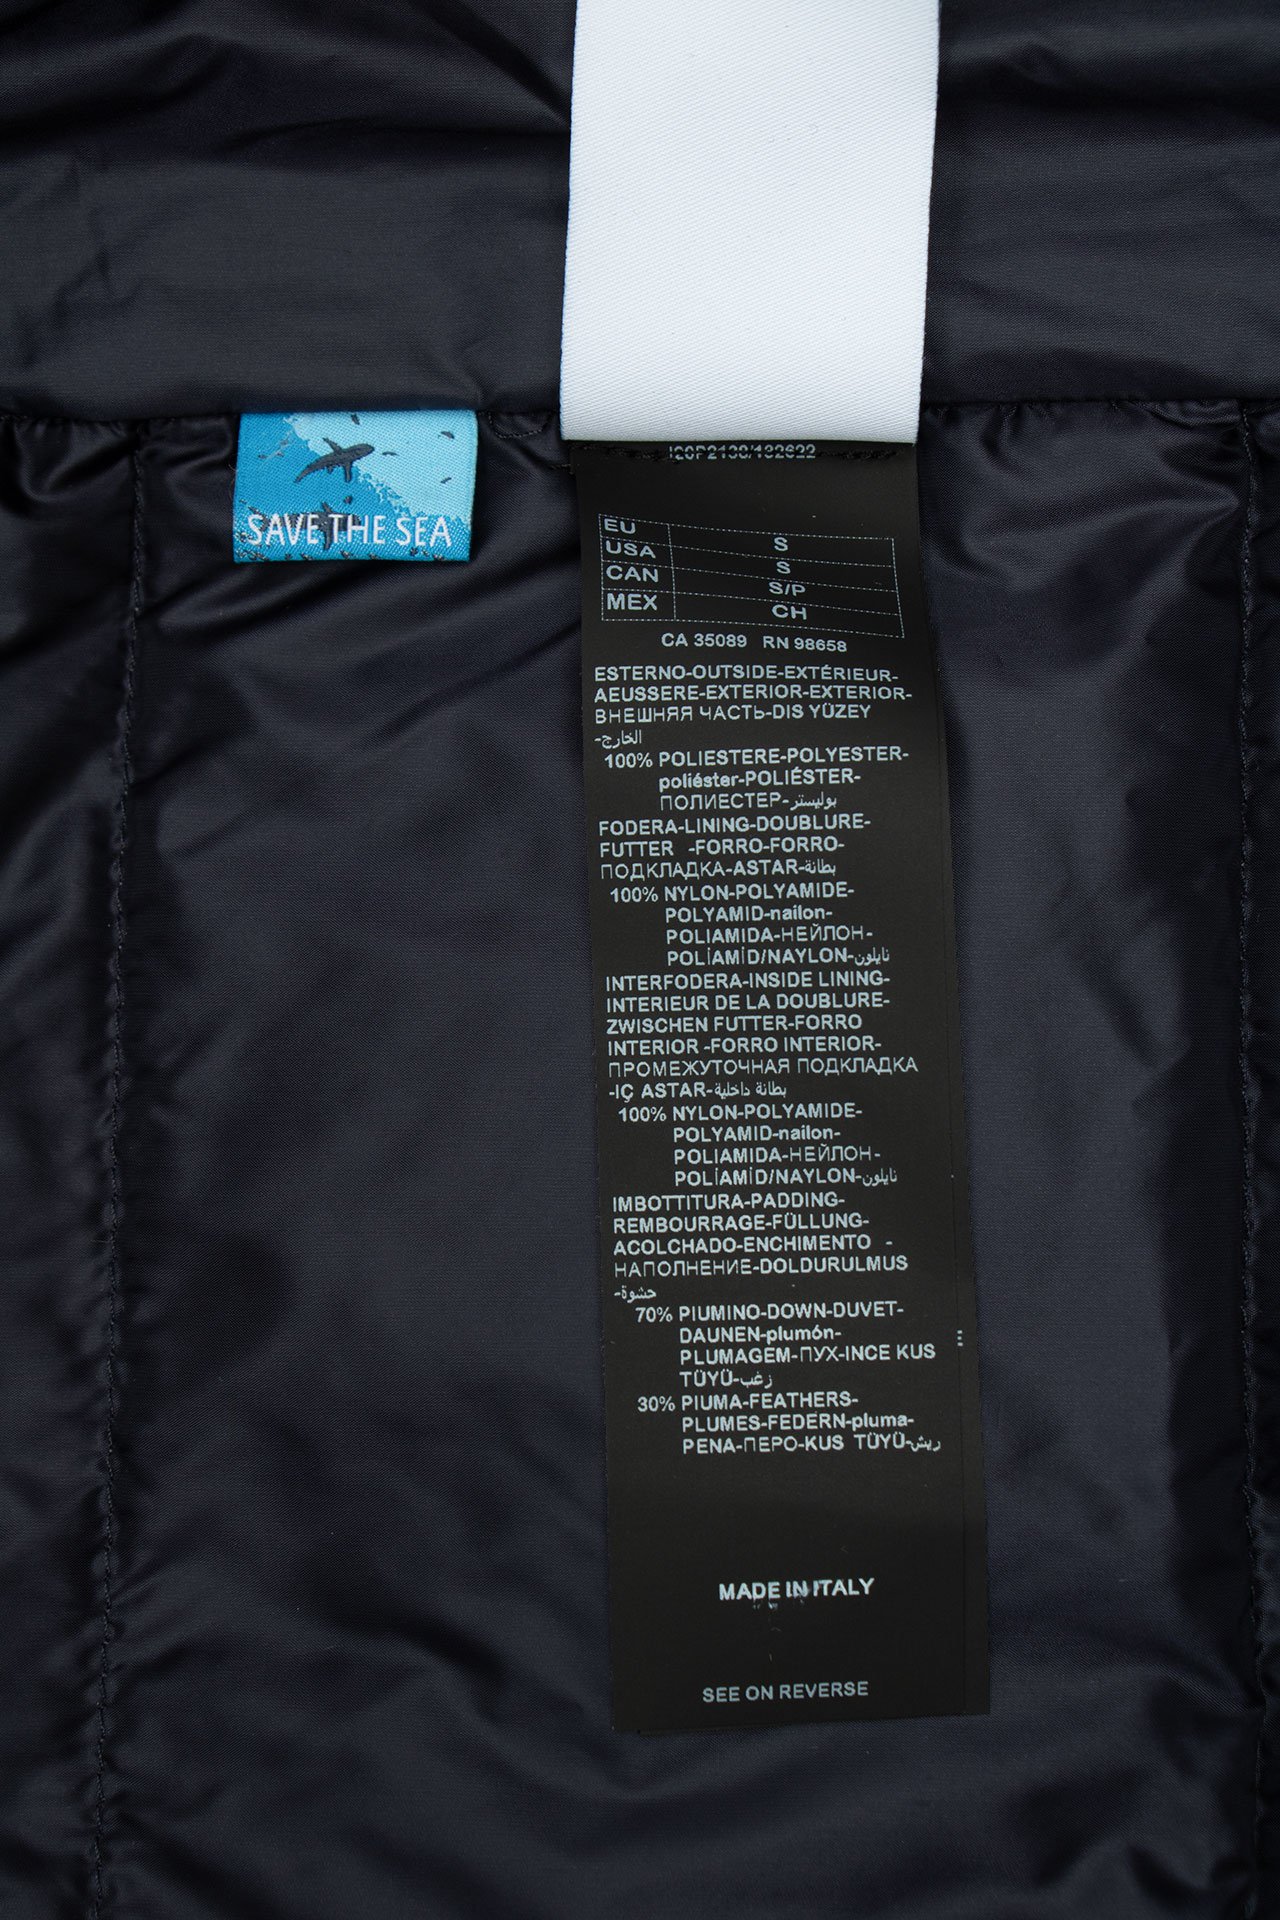 SAVE THE SEA
I20P2138/182622
EU S
USA S
CAN S/P
MEX CH
CA 35089 RN 98658
ESTERNO-OUTSIDE-EXTÉRIEUR-
AEUSSERE-EXTERIOR-EXTERIOR-
ВНЕШНЯЯ ЧАСТЬ-DIS YÜZEY
-الخارج
100% POLIESTERE-POLYESTER-
poliéster-POLIÉSTER-
ПОЛИЕСТЕР-بوليستر
FODERA-LINING-DOUBLURE-
FUTTER -FORRO-FORRO-
ПОДКЛАДКА-ASTAR-بطانة
100% NYLON-POLYAMIDE-
POLYAMID-nailon-
POLIAMIDA-НЕЙЛОН-
POLİAMİD/NAYLON-نايلون
INTERFODERA-INSIDE LINING-
INTERIEUR DE LA DOUBLURE-
ZWISCHEN FUTTER-FORRO
INTERIOR -FORRO INTERIOR-
ПРОМЕЖУТОЧНАЯ ПОДКЛАДКА
-IÇ ASTAR-بطانة داخلية
100% NYLON-POLYAMIDE-
POLYAMID-nailon-
POLIAMIDA-НЕЙЛОН-
POLİAMİD/NAYLON-نايلون
IMBOTTITURA-PADDING-
REMBOURRAGE-FÜLLUNG-
ACOLCHADO-ENCHIMENTO -
НАПОЛНЕНИЕ-DOLDURULMUS
-حشوة
70% PIUMINO-DOWN-DUVET-
DAUNEN-plumón-
PLUMAGEM-ПУХ-INCE KUS
TÜYÜ-زغب
30% PIUMA-FEATHERS-
PLUMES-FEDERN-pluma-
PENA-ПЕРО-KUS TÜYÜ-ريش
MADE IN ITALY
SEE ON REVERSE